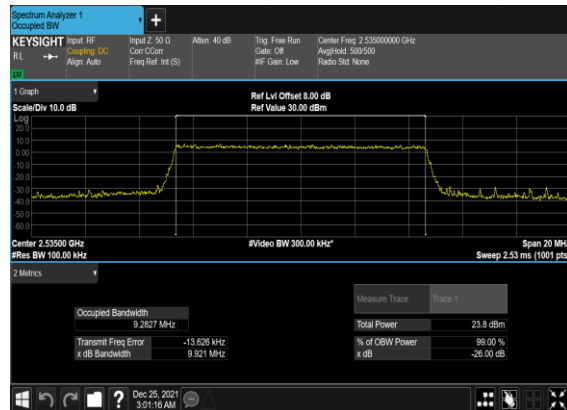 Spectrum Analyzer 1
Occupied BW
KEYSIGHT Input: RF Input Z: 50 Ω Atten: 40 dB Trig: Free Run Center Freq: 2.535000000 GHz
R L Coupling: DC Corr CCorr Gate: Off Avg|Hold: 500/500
Align: Auto Freq Ref: Int (S) #IF Gain: Low Radio Std: None
1 Graph
Ref Lvl Offset 8.00 dB
Scale/Div 10.0 dB Ref Value 30.00 dBm
Log
20.0
10.0
0.00
-10.0
-20.0
-30.0
-40.0
-50.0
-60.0
Center 2.53500 GHz #Video BW 300.00 kHz* Span 20 MHz
#Res BW 100.00 kHz Sweep 2.53 ms (1001 pts
2 Metrics
Measure Trace Trace 1
Occupied Bandwidth
9.2827 MHz Total Power 23.8 dBm
Transmit Freq Error -13.626 kHz % of OBW Power 99.00 %
x dB Bandwidth 9.921 MHz x dB -26.00 dB
? Dec 25, 2021
3:01:16 AM